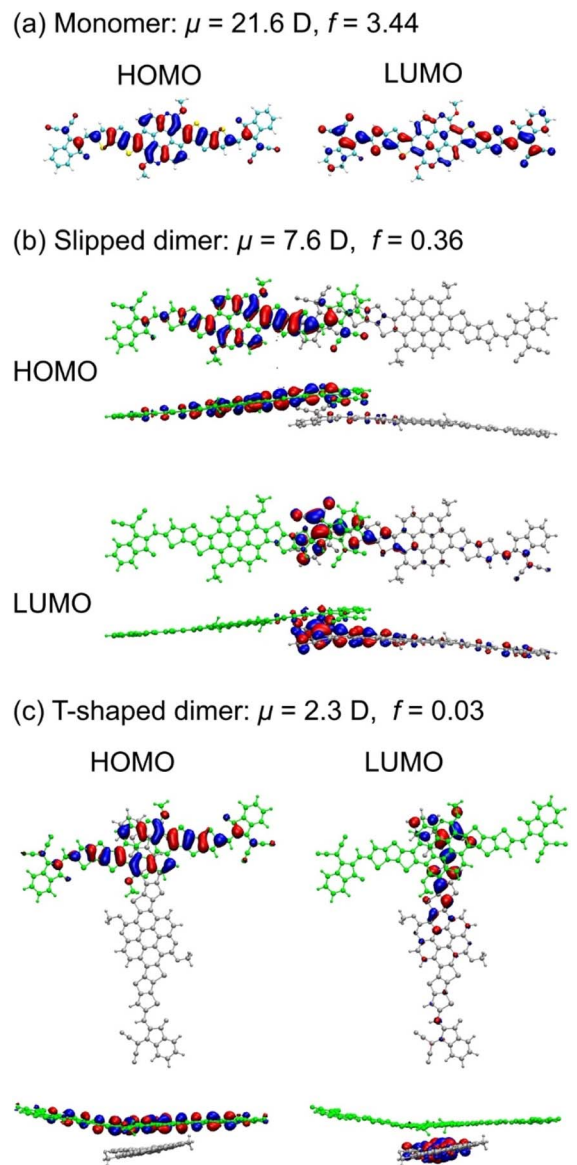 (a) Monomer: μ = 21.6 D, f = 3.44
HOMO LUMO
(b) Slipped dimer: μ = 7.6 D, f = 0.36
HOMO
LUMO
(c) T-shaped dimer: μ = 2.3 D, f = 0.03
HOMO LUMO